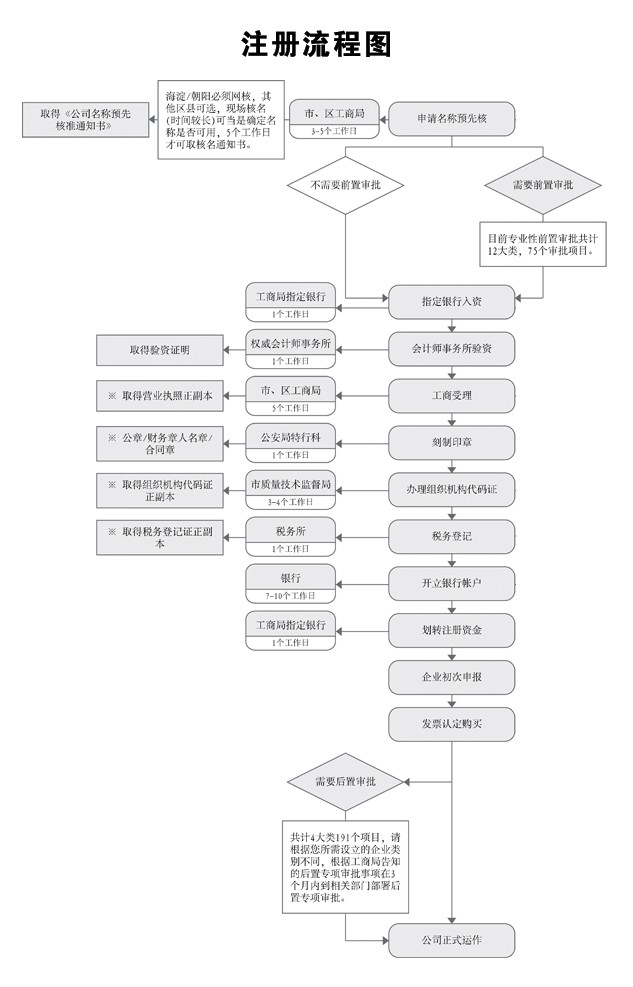 注册流程图
取得《公司名称预先
核准通知书》
海淀/朝阳必须网核，其
他区县可选，现场核名
(时间较长)可当是确定名
称是否可用，5个工作日
才可取核名通知书。
市、区工商局
3-5个工作日
申请名称预先核
不需要前置审批
需要前置审批
目前专业性前置审批共计
12大类，75个审批项目。
工商局指定银行
1个工作日
指定银行入资
取得验资证明
权威会计师事务所
1个工作日
会计师事务所验资
※ 取得营业执照正副本
市、区工商局
5个工作日
工商受理
※ 公章/财务章人名章/
合同章
公安局特行科
1个工作日
刻制印章
※ 取得组织机构代码证
正副本
市质量技术监督局
3-4个工作日
办理组织机构代码证
※ 取得税务登记证正副
本
税务所
1个工作日
税务登记
银行
7-10个工作日
开立银行帐户
工商局指定银行
1个工作日
划转注册资金
企业初次申报
发票认定购买
需要后置审批
共计4大类191个项目，请
根据您所需设立的企业类
别不同，根据工商局告知
的后置专项审批事项在3
个月内到相关部门部署后
置专项审批。
公司正式运作